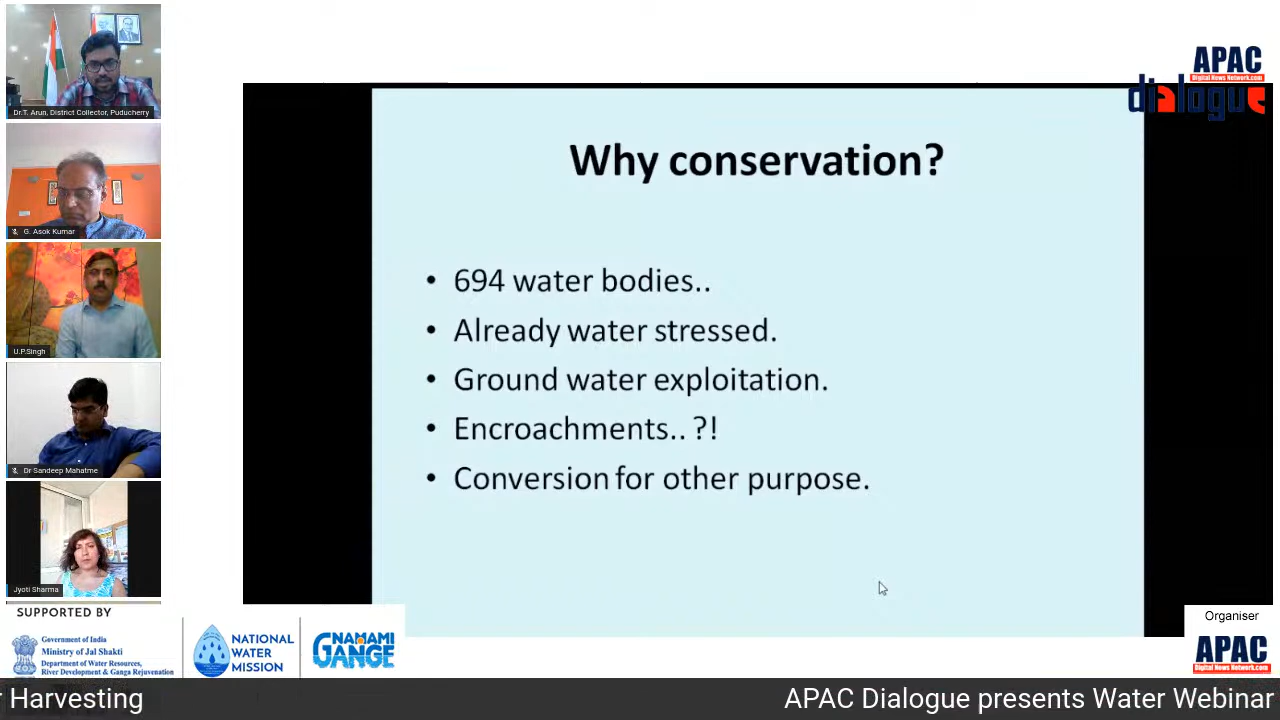 APAC
Digital News Network.com
dialogue
Dr.T. Arun, District Collector, Puducherry
G. Asok Kumar
U.P.Singh
Dr Sandeep Mahatme
Jyoti Sharma
Why conservation?
• 694 water bodies..
• Already water stressed.
• Ground water exploitation.
• Encroachments.. ?!
• Conversion for other purpose.
SUPPORTED BY
Government of India
Ministry of Jal Shakti
Department of Water Resources,
River Development & Ganga Rejuvenation
NATIONAL
WATER
MISSION
NAMAMI
GANGE
Organiser
APAC
Digital News Network.com
r Harvesting
APAC Dialogue presents Water Webinar